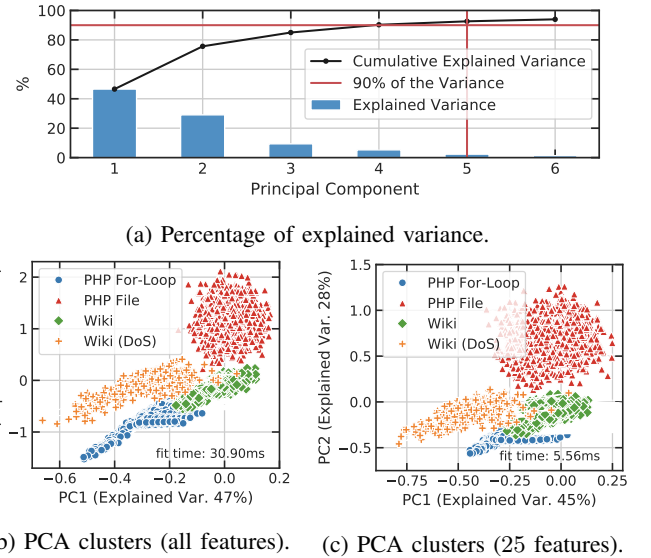 100
80
60
40
20
0
%
Cumulative Explained Variance
90% of the Variance
Explained Variance
1 2 3 4 5 6
Principal Component
(a) Percentage of explained variance.
2
1
0
−1
PHP For-Loop
PHP File
Wiki
Wiki (DoS)
fit time: 30.90ms
−0.6 −0.4 −0.2 0.0 0.2
PC1 (Explained Var. 47%)
) PCA clusters (all features).
PC2 (Explained Var. 28%)
1.5
1.0
0.5
0.0
−0.5
PHP For-Loop
PHP File
Wiki
Wiki (DoS)
fit time: 5.56ms
−0.75 −0.50 −0.25 0.00 0.25
PC1 (Explained Var. 45%)
(c) PCA clusters (25 features).